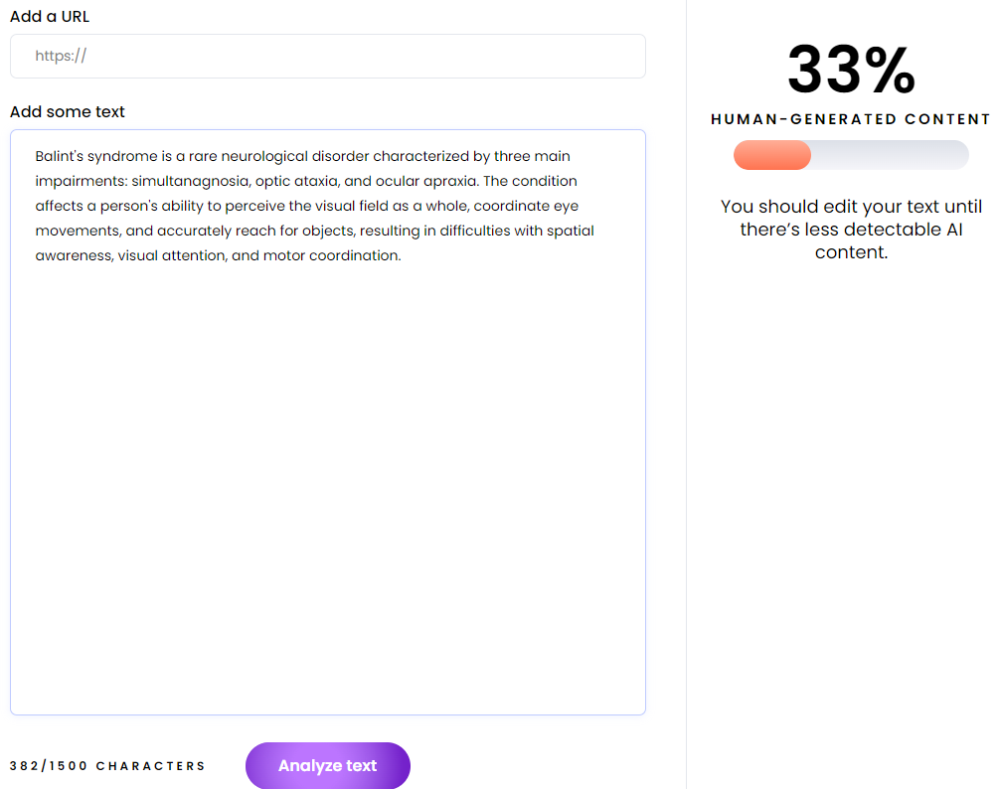 Add a URL
https://
Add some text
Balint's syndrome is a rare neurological disorder characterized by three main
impairments: simultanagnosia, optic ataxia, and ocular apraxia. The condition
affects a person's ability to perceive the visual field as a whole, coordinate eye
movements, and accurately reach for objects, resulting in difficulties with spatial
awareness, visual attention, and motor coordination.
382/1500 CHARACTERS
Analyze text
33%
HUMAN-GENERATED CONTENT
You should edit your text until
there’s less detectable AI
content.